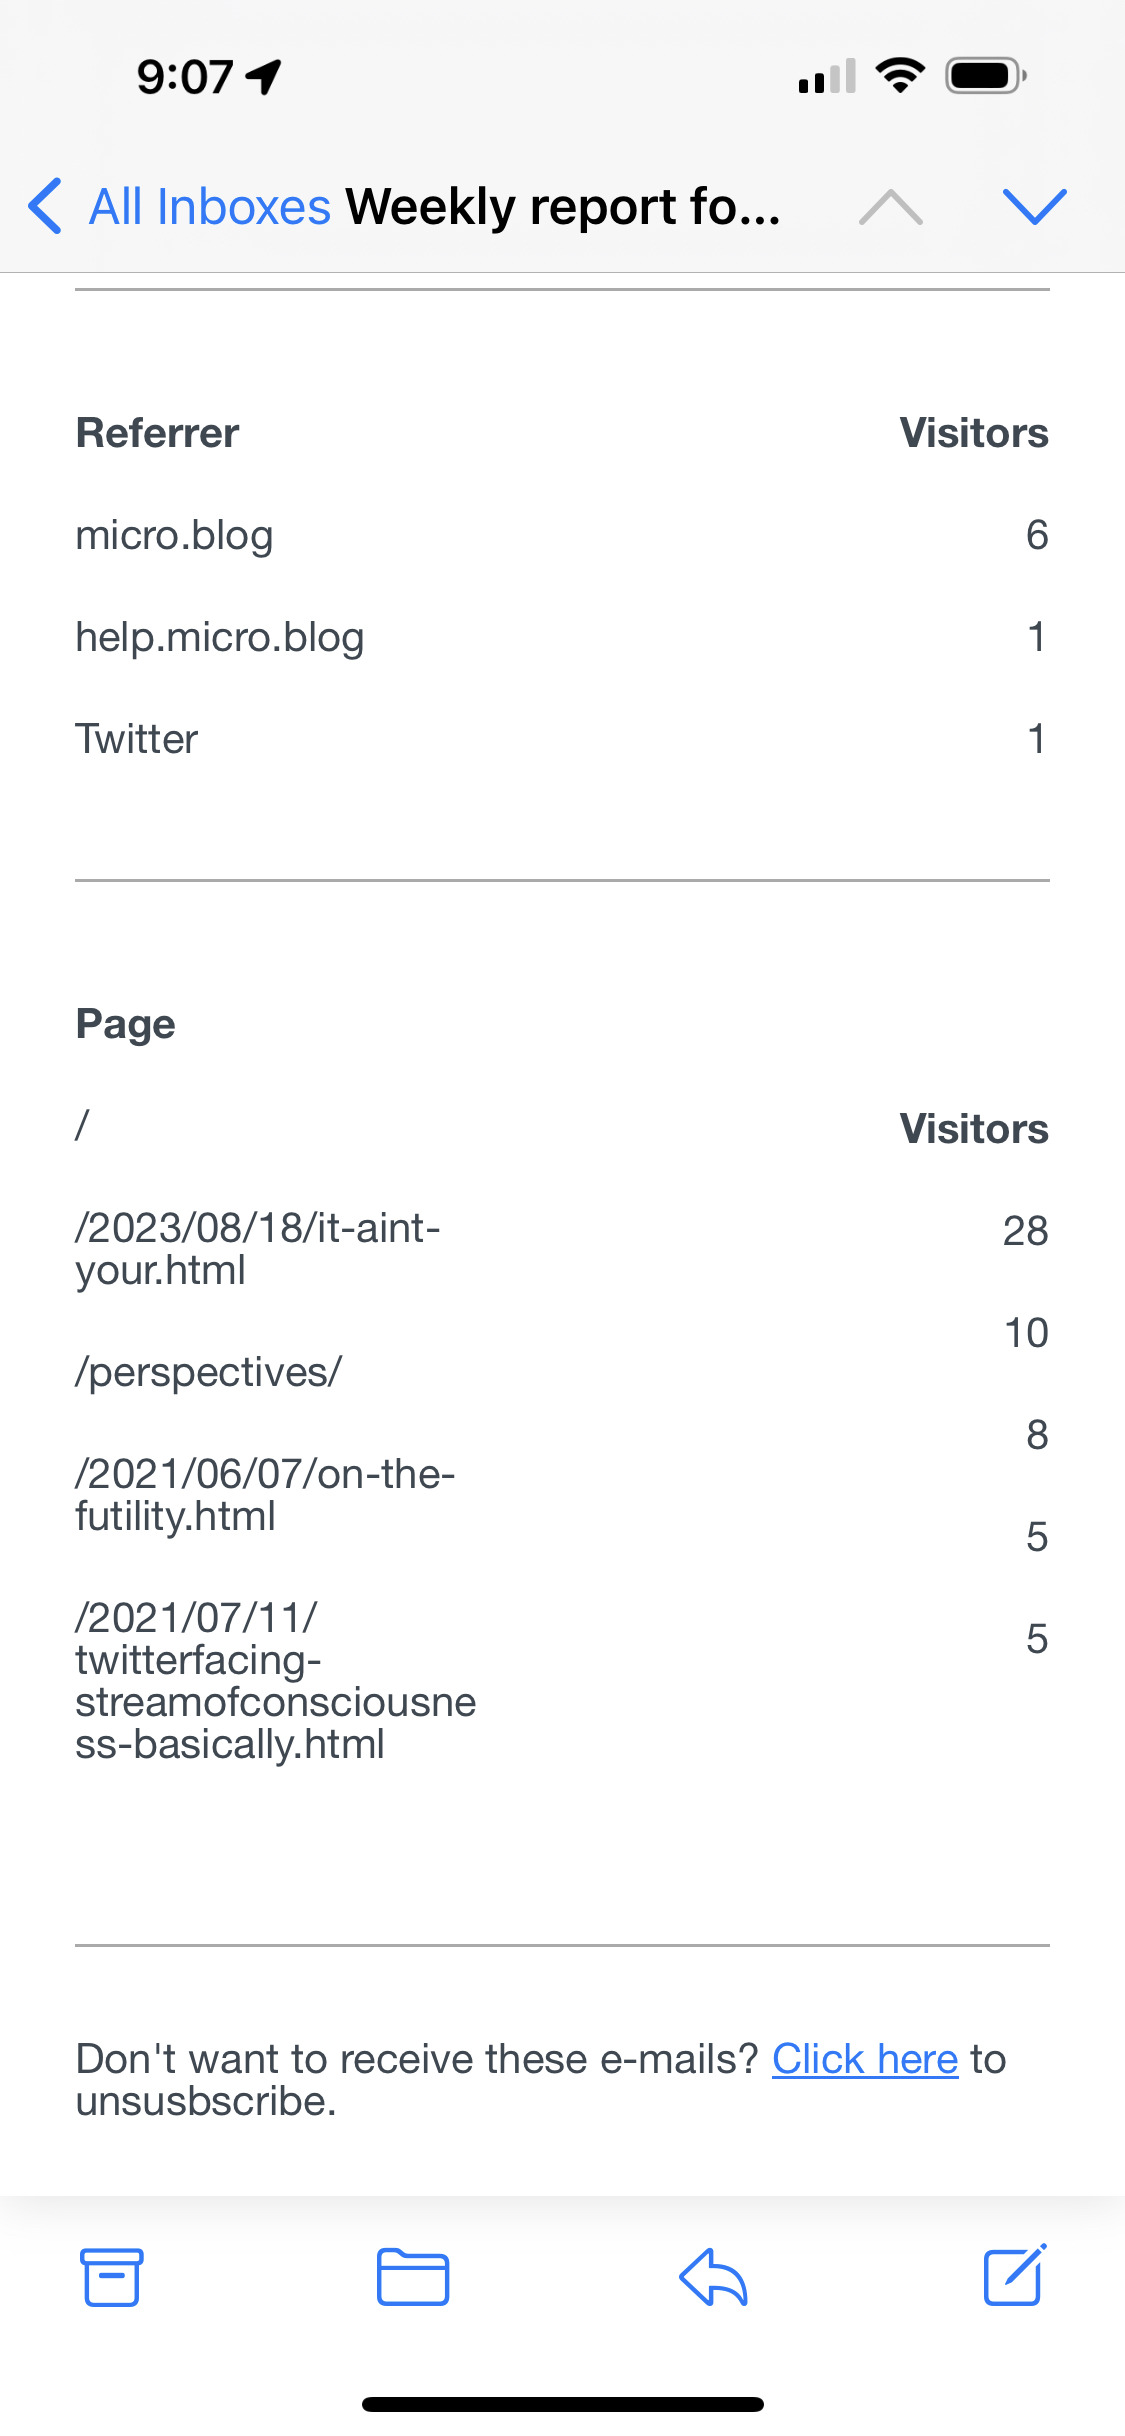 9:07
All Inboxes Weekly report fo...
Referrer Visitors
micro.blog 6
help.micro.blog 1
Twitter 1
Page
/
Visitors
/2023/08/18/it-aint-
your.html
28
10
/perspectives/
8
/2021/06/07/on-the-
futility.html
5
/2021/07/11/
twitterfacing-
streamofconsciousne
ss-basically.html
5
Don't want to receive these e-mails? Click here to
unsusbscribe.